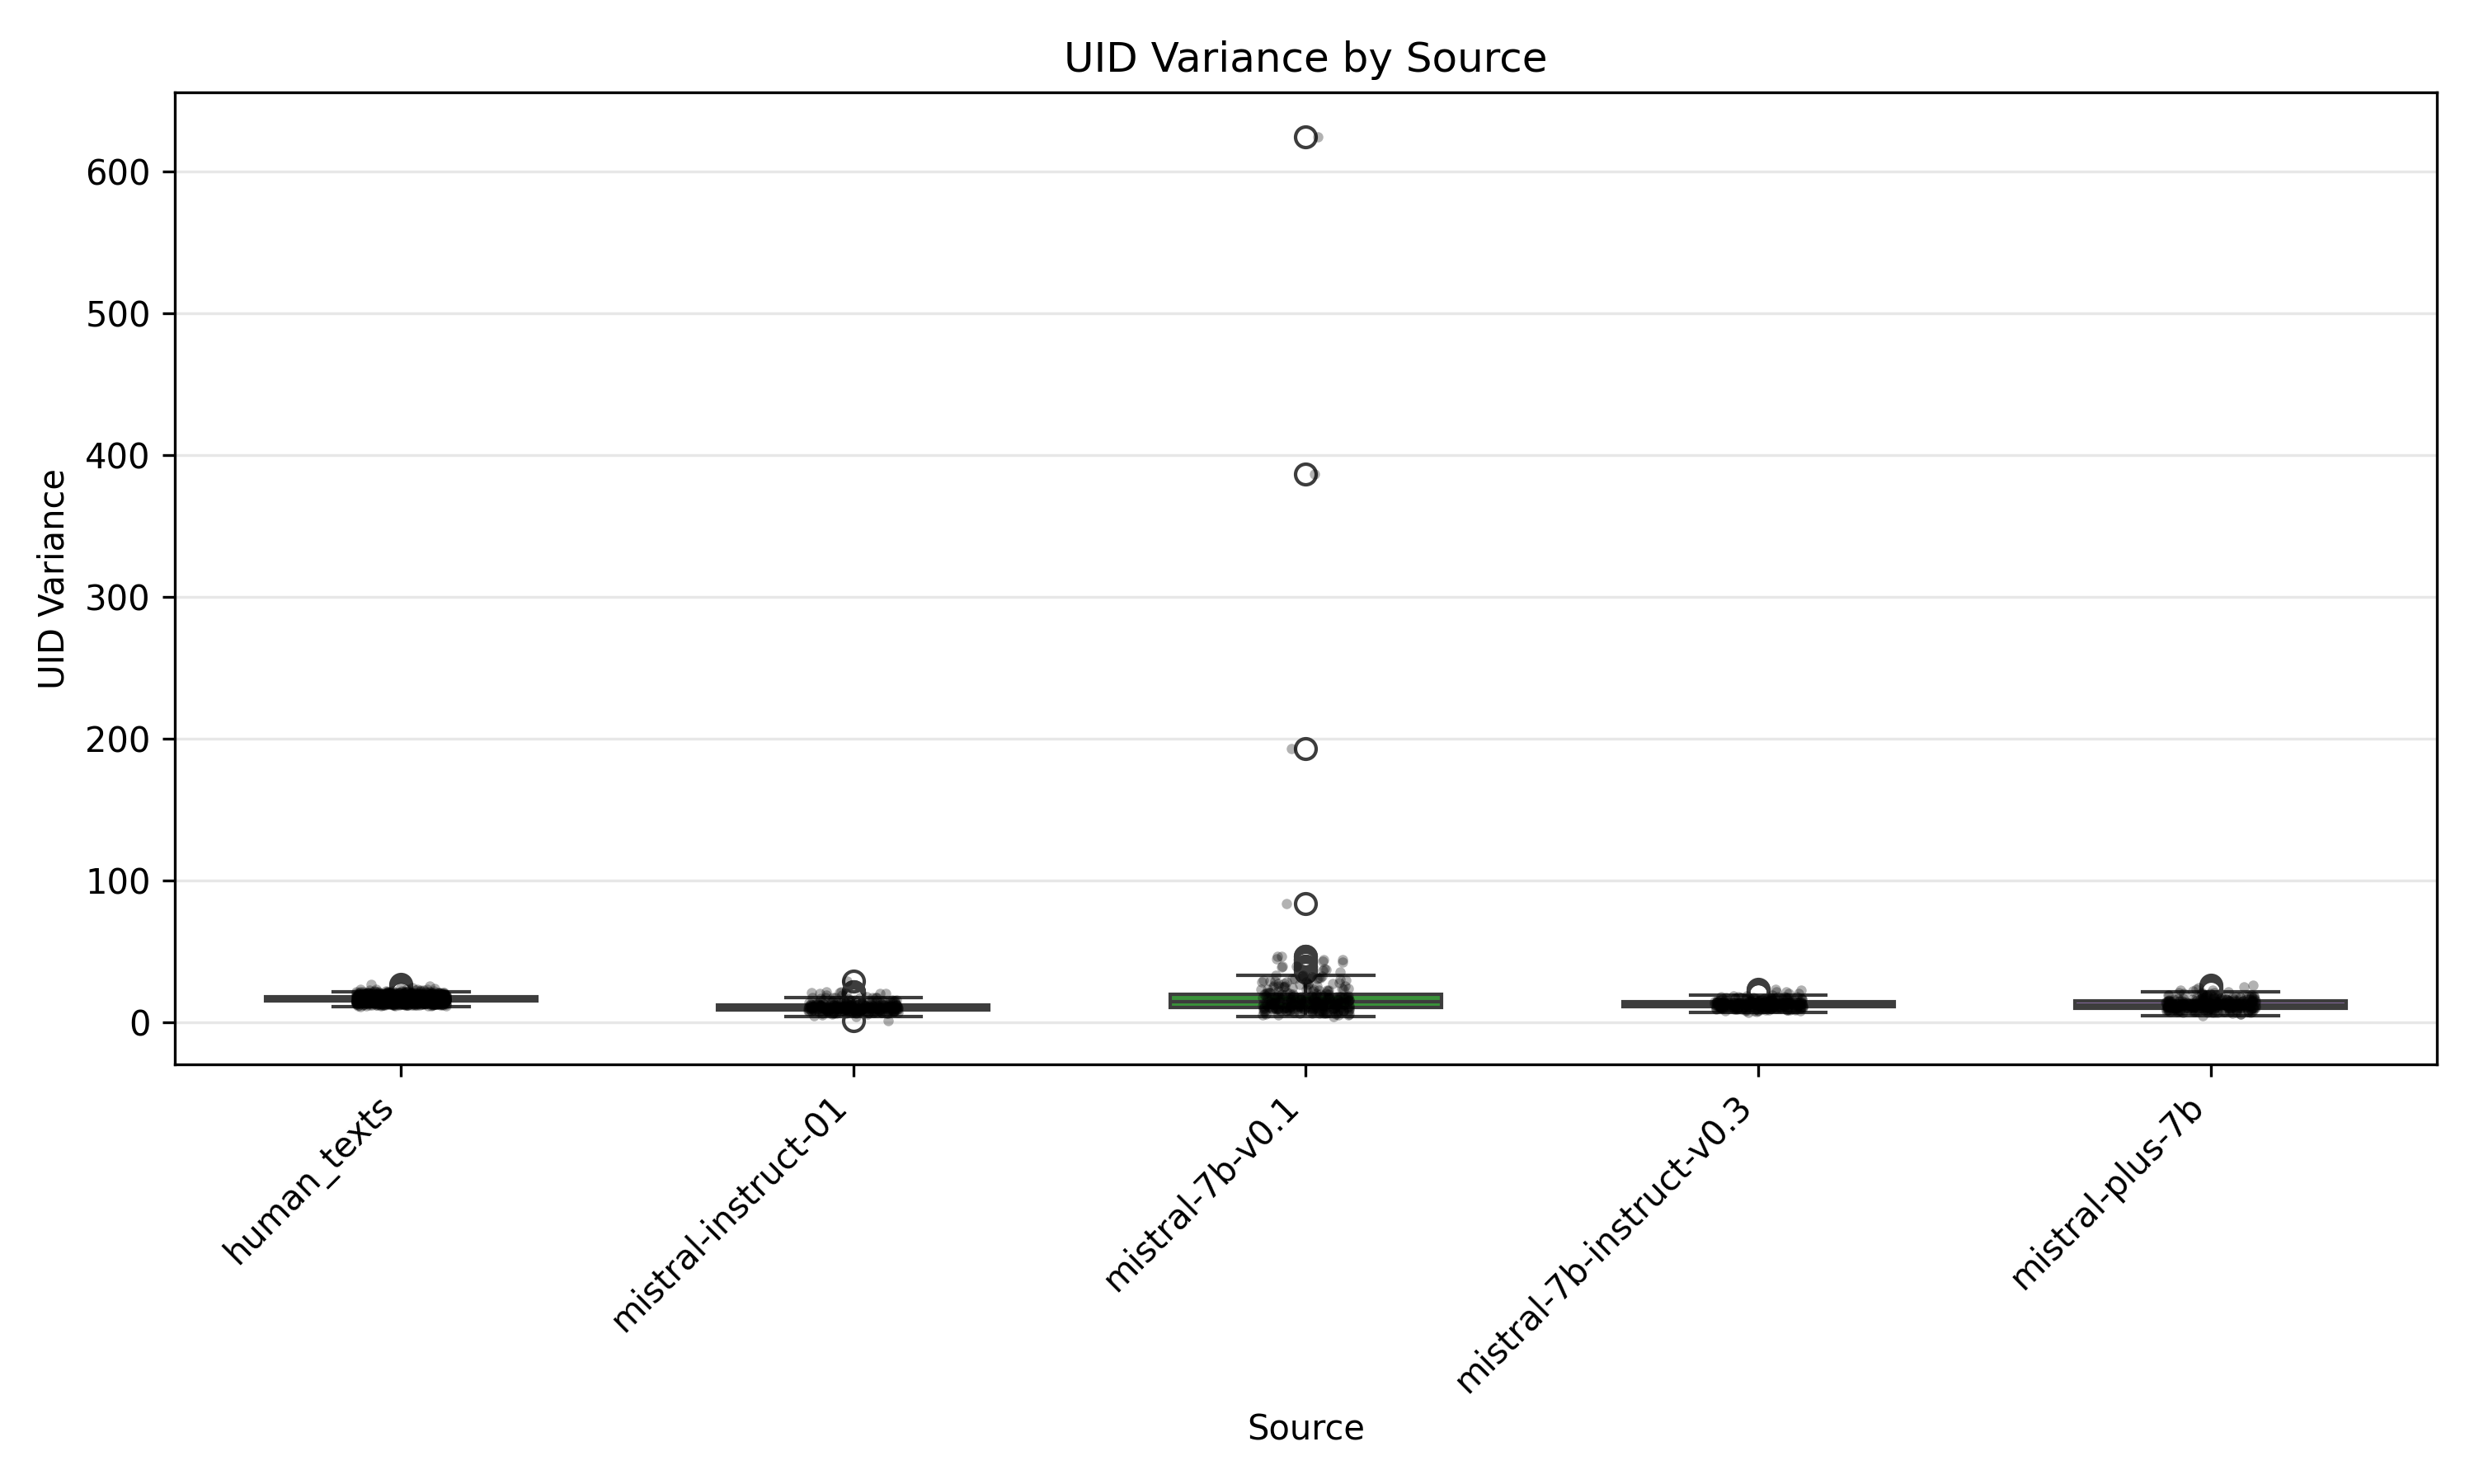 UID Variance by Source
UID Variance
600
500
400
300
200
100
0
human_texts
mistral-instruct-01
mistral-7b-v0.1
mistral-7b-instruct-v0.3
mistral-plus-7b
Source